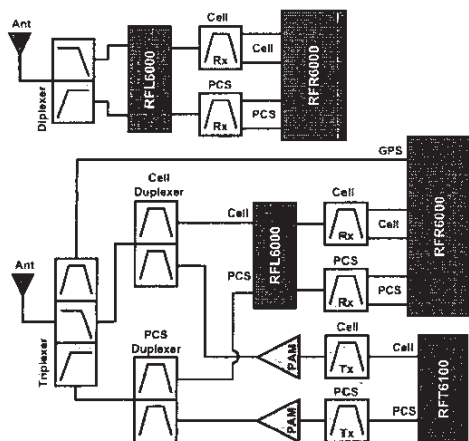 Ant
Diplexer
RFL6000
Cell
Rx
Cell
PCS
Rx
PCS
RFR6000
GPS
Cell
Duplexer
Cell
Cell
Rx
Cell
RFL6000
RFR6000
Ant
PCS
PCS
Rx
PCS
Triplexer
PCS
Duplexer
Cell
PAM
Tx
Cell
RFT6100
PCS
PAM
Tx
PCS